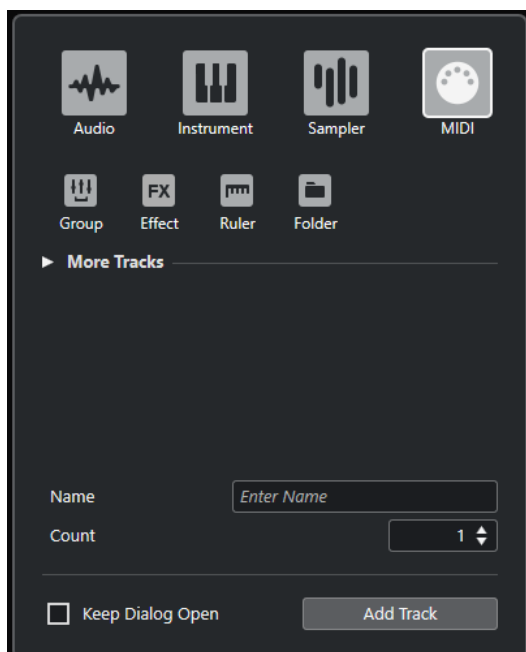 Audio Instrument Sampler MIDI
FX
Group Effect Ruler Folder
More Tracks
Name Enter Name
Count 1
Keep Dialog Open Add Track